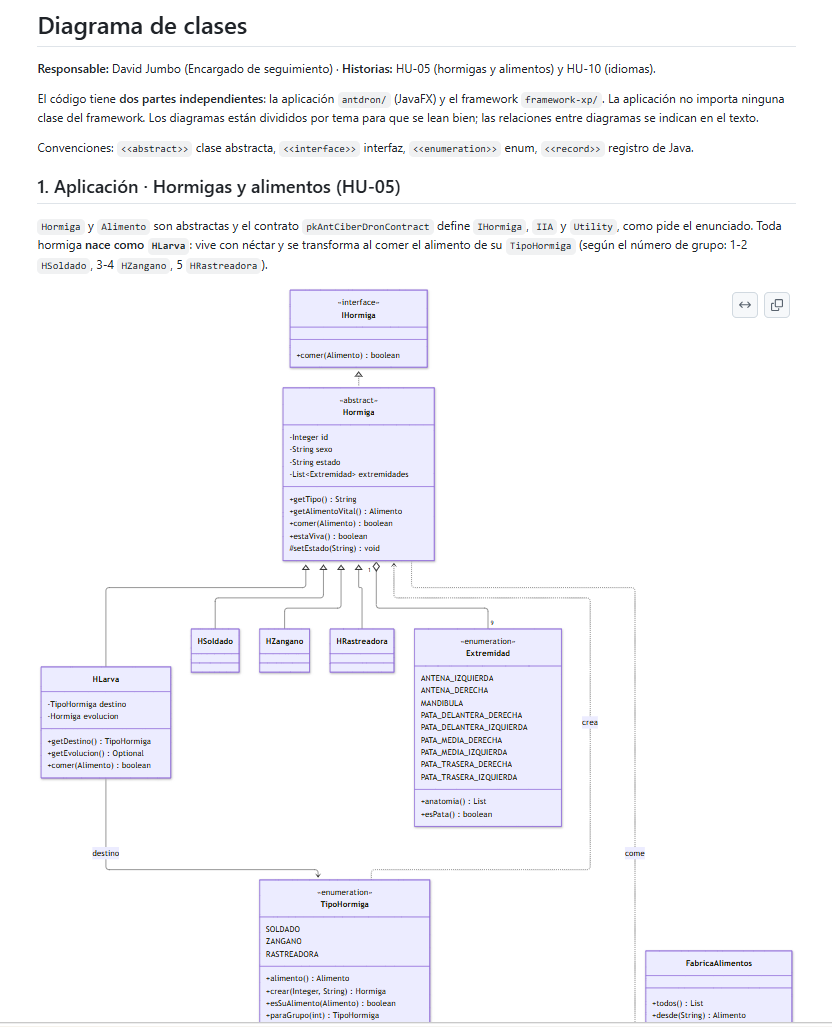 Diagrama de clases
Responsable: David Jumbo (Encargado de seguimiento) · Historias: HU-05 (hormigas y alimentos) y HU-10 (idiomas).
El código tiene dos partes independientes: la aplicación antdron/ (JavaFX) y el framework framework-xp/ . La aplicación no importa ninguna
clase del framework. Los diagramas están divididos por tema para que se lean bien; las relaciones entre diagramas se indican en el texto.
Convenciones: <<abstract>> clase abstracta, <<interface>> interfaz, <<enumeration>> enum, <<record>> registro de Java.
1. Aplicación · Hormigas y alimentos (HU-05)
Hormiga y Alimento son abstractas y el contrato pkAntCiberDronContract define IHormiga , IIA y Utility , como pide el enunciado. Toda
hormiga nace como HLarva : vive con néctar y se transforma al comer el alimento de su TipoHormiga (según el número de grupo: 1-2
HSoldado , 3-4 HZangano , 5 HRastreadora ).
«interface»
IHormiga
+comer(Alimento) : boolean
«abstract»
Hormiga
-Integer id
-String sexo
-String estado
-List<Extremidad> extremidades
+getTipo() : String
+getAlimentoVital() : Alimento
+comer(Alimento) : boolean
+estaViva() : boolean
#setEstado(String) : void
1
9
HSoldado
HZangano
HRastreadora
«enumeration»
Extremidad
ANTENA_IZQUIERDA
ANTENA_DERECHA
MANDIBULA
PATA_DELANTERA_DERECHA
PATA_DELANTERA_IZQUIERDA
PATA_MEDIA_DERECHA
PATA_MEDIA_IZQUIERDA
PATA_TRASERA_DERECHA
PATA_TRASERA_IZQUIERDA
+anatomia() : List
+esPata() : boolean
HLarva
-TipoHormiga destino
-Hormiga evolucion
+getDestino() : TipoHormiga
+getEvolucion() : Optional
+comer(Alimento) : boolean
crea
destino
come
«enumeration»
TipoHormiga
SOLDADO
ZANGANO
RASTREADORA
+alimento() : Alimento
+crear(Integer, String) : Hormiga
+esSuAlimento(Alimento) : boolean
+paraGrupo(int) : TipoHormiga
FabricaAlimentos
+todos() : List
+desde(String) : Alimento